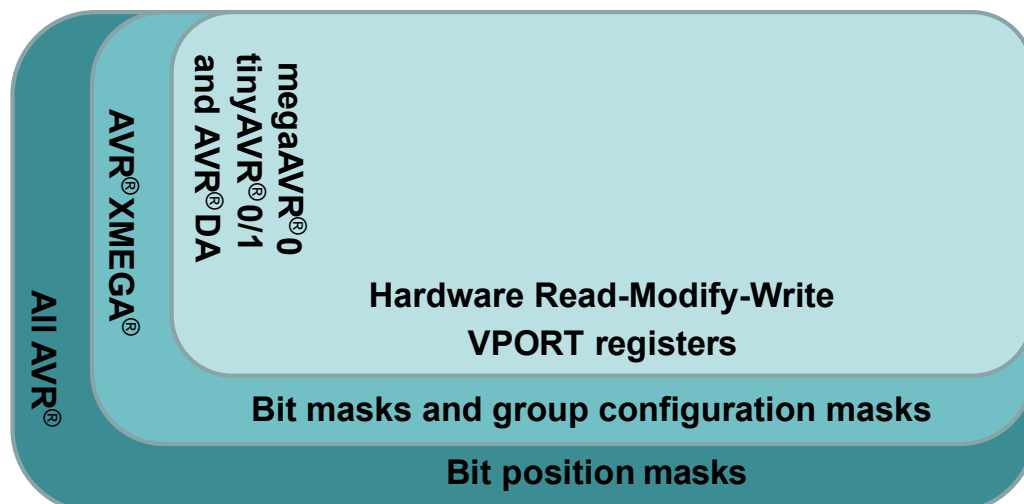 megaAVR®0
tinyAVR®0/1
and AVR®DA
AVR®XMEGA®
All AVR®
Hardware Read-Modify-Write
VPORT registers
Bit masks and group configuration masks
Bit position masks